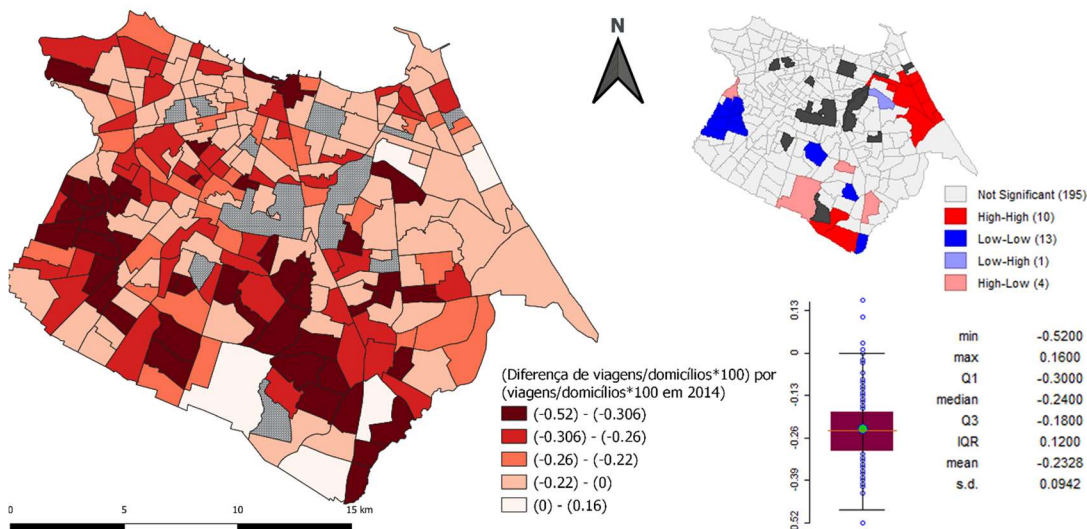 N
0
5
10
15 km
(Diferença de viagens/domicílios*100) por
(viagens/domicílios*100 em 2014)
(-0.52) - (-0.306)
(-0.306) - (-0.26)
(-0.26) - (-0.22)
(-0.22) - (0)
(0) - (0.16)
Not Significant (195)
High-High (10)
Low-Low (13)
Low-High (1)
High-Low (4)
0.13
0
-0.13
-0.26
-0.39
-0.52
min -0.5200
max 0.1600
Q1 -0.3000
median -0.2400
Q3 -0.1800
IQR 0.1200
mean -0.2328
s.d. 0.0942